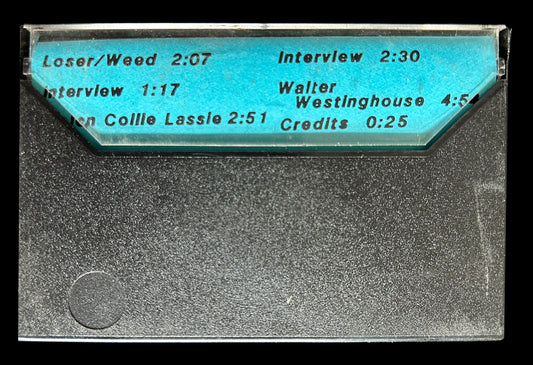 Loser/Weed 2:07
Interview 1:17
Collie Lassie 2:51
Interview 2:30
Walter
Westinghouse 4:54
Credits 0:25